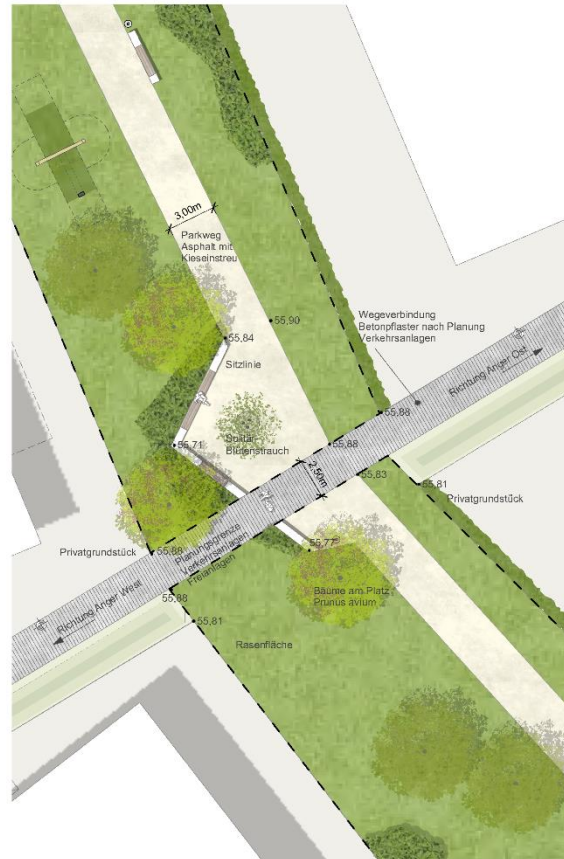 3,00m
Parkweg
Asphalt mit
Kieseinstreu
55,90
Wegeverbindung
Betonpflaster nach Planung
Verkehrsanlagen
55,84
Sitzlinie
Richtung Anger Ost
55,88
Solitär
Blütenstrauch
55,71
55,88
2,50m
55,83
55,81
Privatgrundstück
Privatgrundstück
55,88
Planungsgrenze
Verkehrsanlagen
Freianlagen
55,77
Bäume am Platz
Prunus avium
55,88
Richtung Anger West
55,81
Rasenfläche